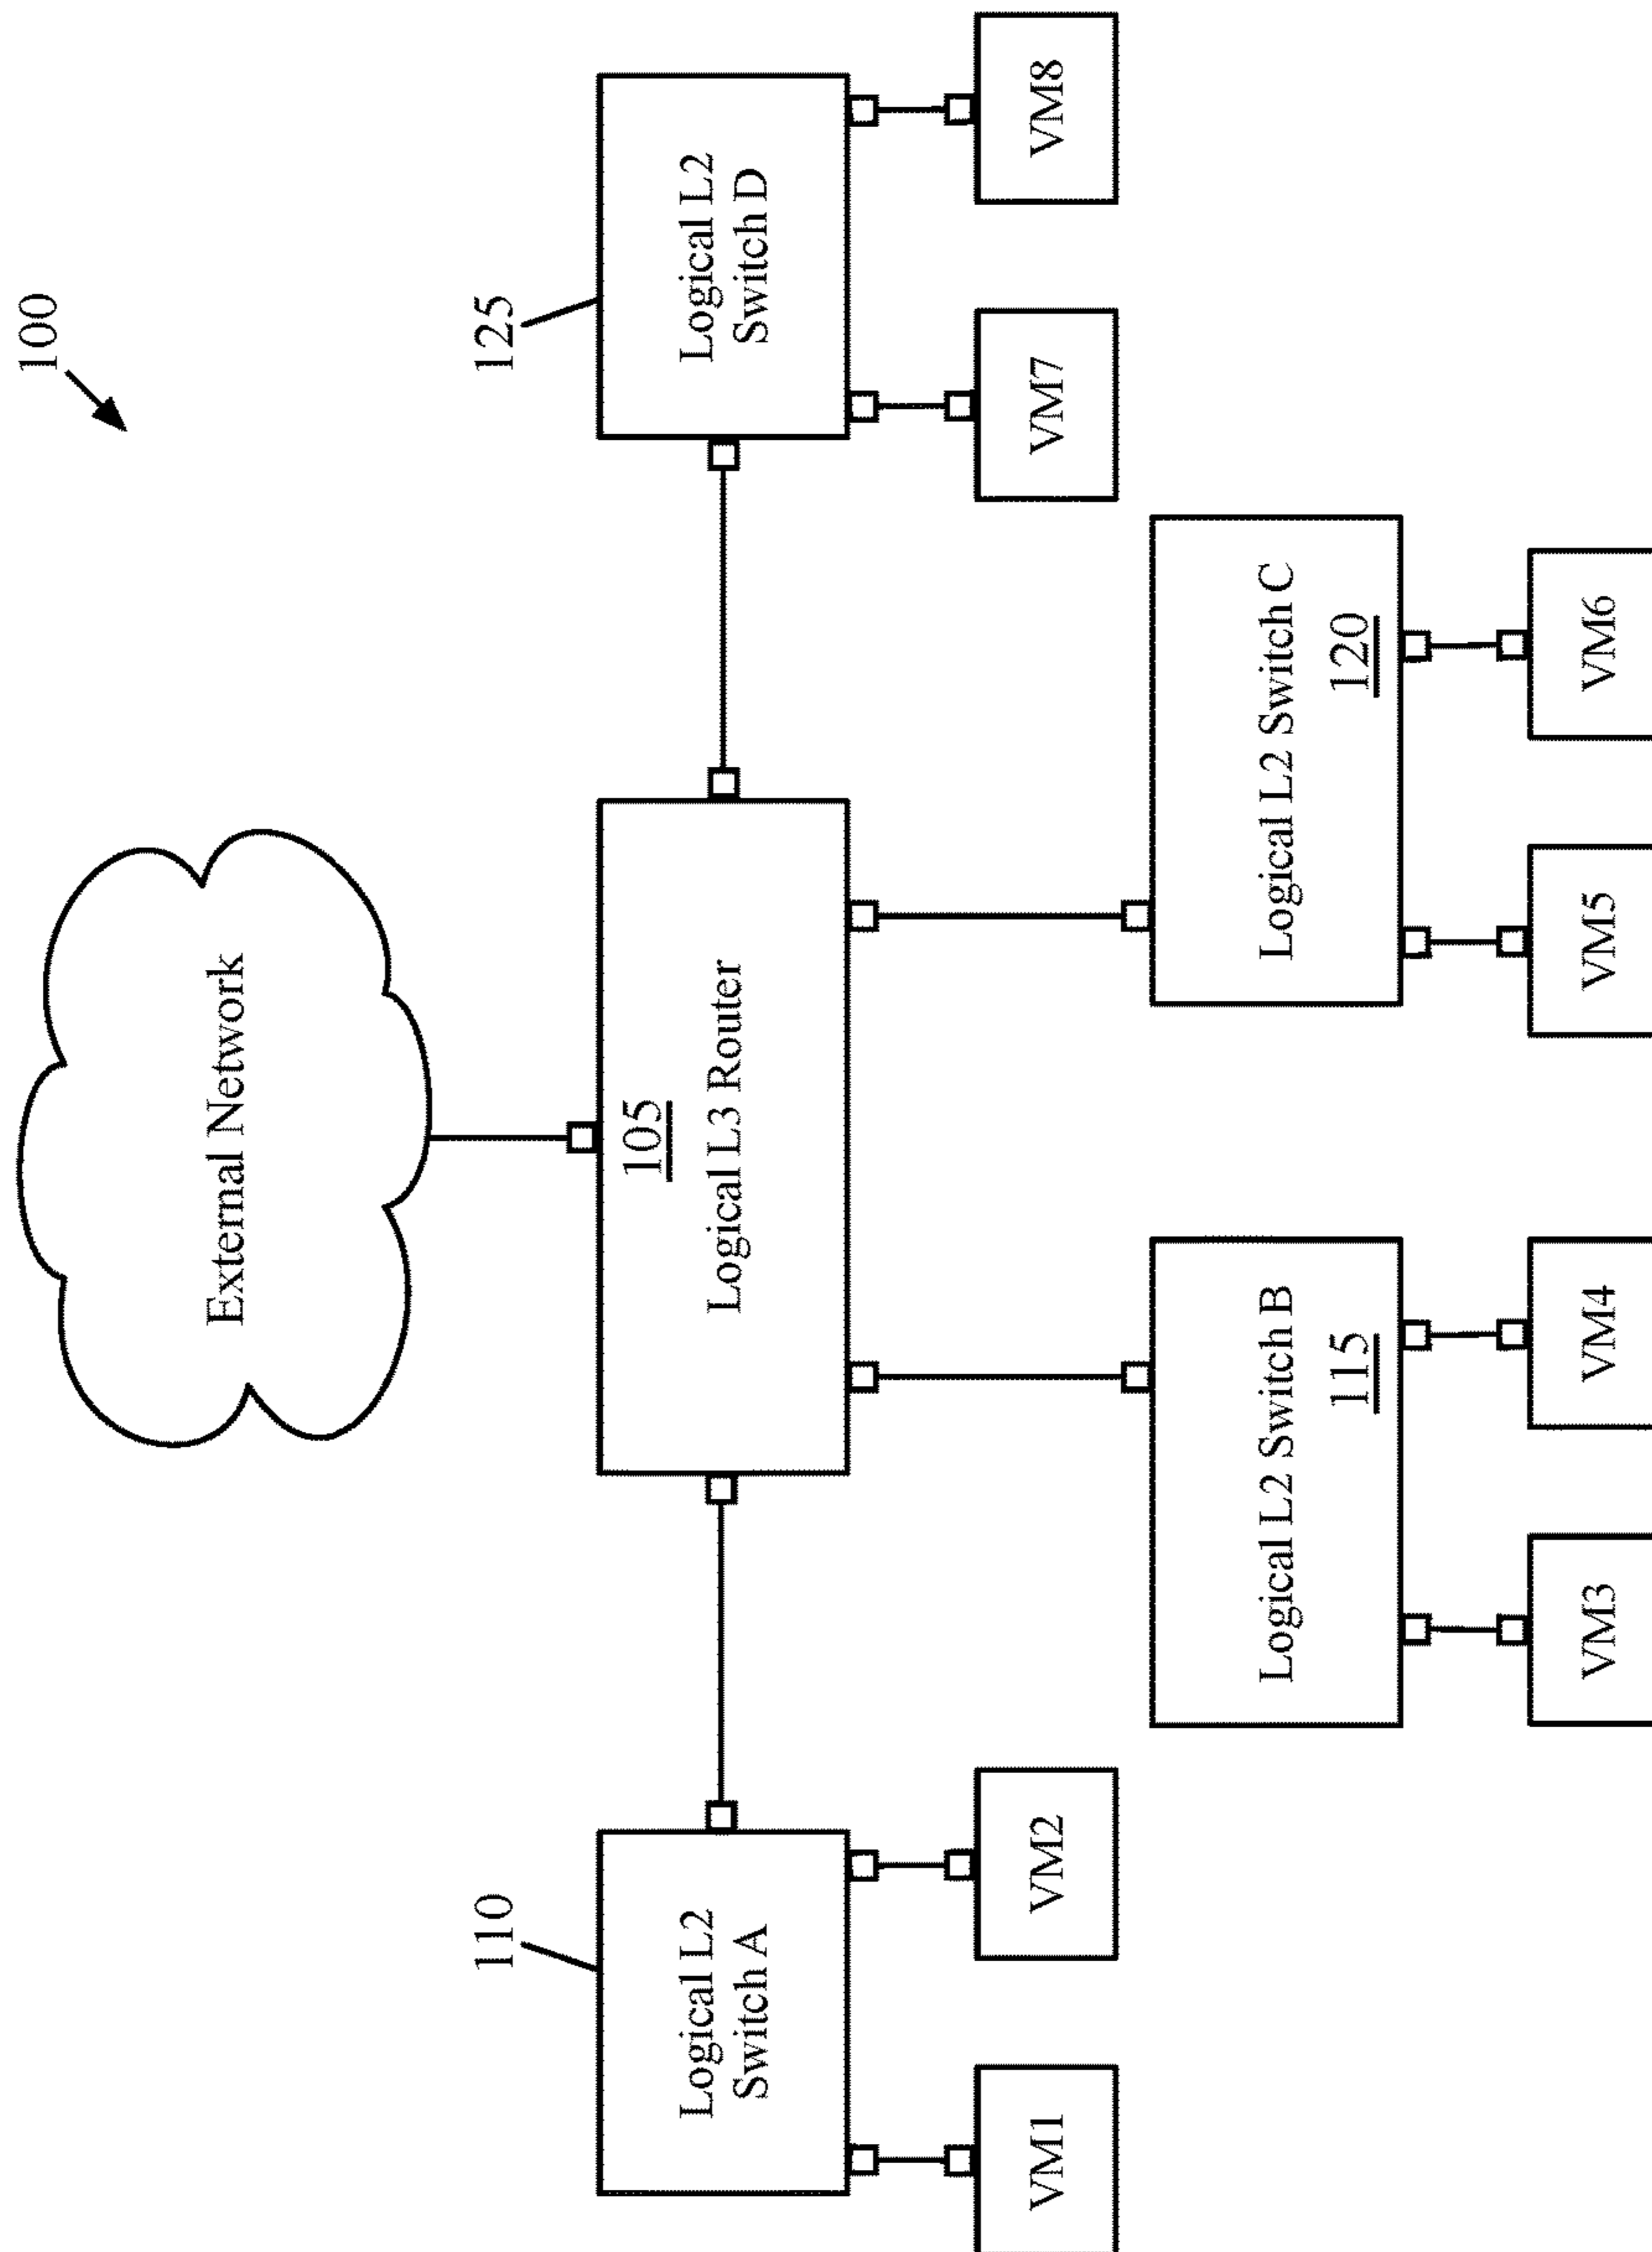 100
External Network
105
Logical L3 Router
110
Logical L2
Switch A
125
Logical L2
Switch D
VM1
VM2
VM7
VM8
Logical L2 Switch B
115
Logical L2 Switch C
120
VM3
VM4
VM5
VM6